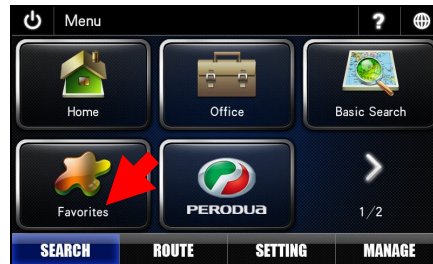 Menu
?
Home
Office
Basic Search
Favorites
PERODUA
1/2
SEARCH
ROUTE
SETTING
MANAGE